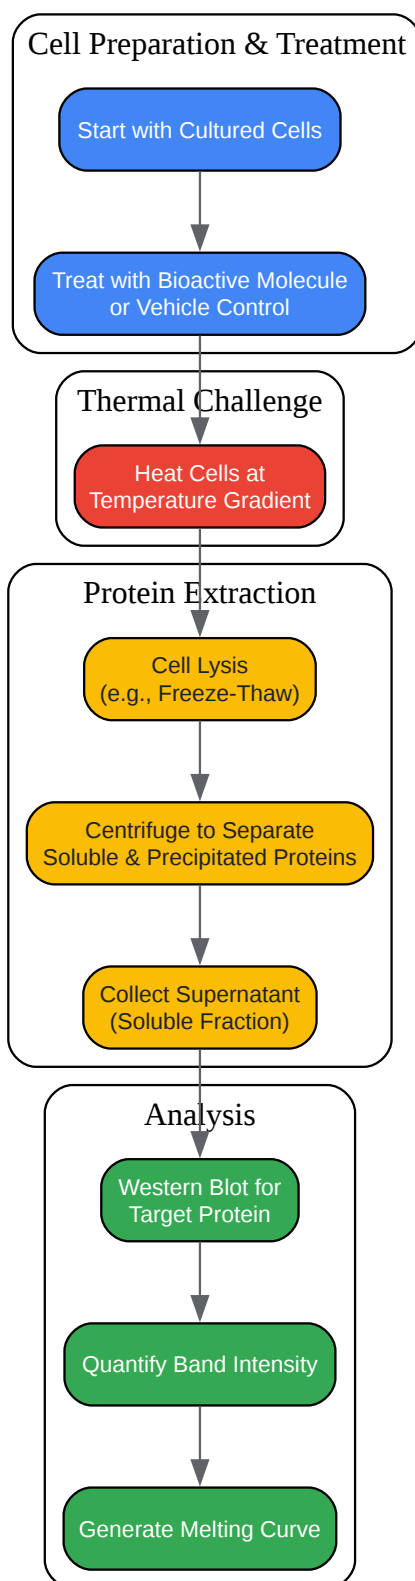 Cell Preparation & Treatment
Start with Cultured Cells
Treat with Bioactive Molecule
or Vehicle Control
Thermal Challenge
Heat Cells at
Temperature Gradient
Protein Extraction
Cell Lysis
(e.g., Freeze-Thaw)
Centrifuge to Separate
Soluble & Precipitated Proteins
Collect Supernatant
(Soluble Fraction)
Analysis
Western Blot for
Target Protein
Quantify Band Intensity
Generate Melting Curve